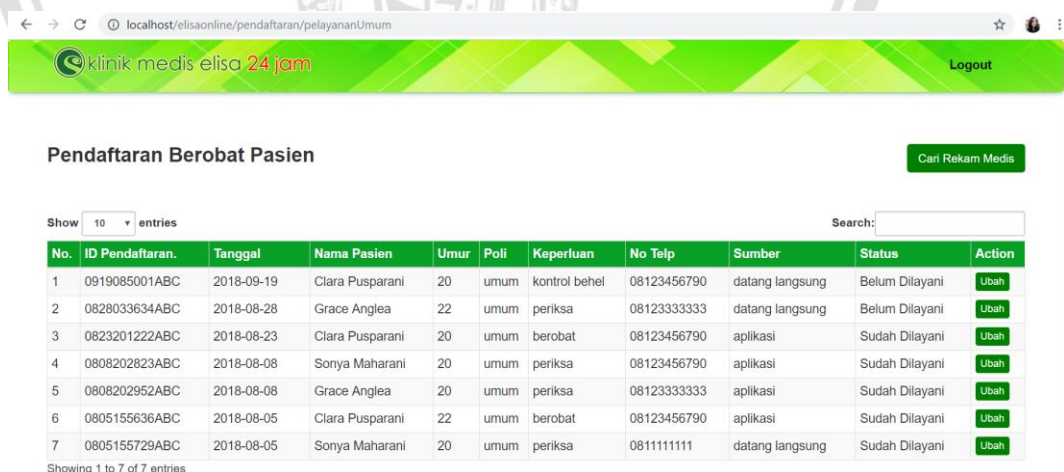 localhost/elisaonline/pendaftaran/pelayananUmum
klinik medis elisa 24 jam
Logout
Pendaftaran Berobat Pasien
Cari Rekam Medis
Show 10 entries Search:
No. ID Pendaftaran. Tanggal Nama Pasien Umur Poli Keperluan No Telp Sumber Status Action
1 0919085001ABC 2018-09-19 Clara Pusparani 20 umum kontrol behel 08123456790 datang langsung Belum Dilayani Ubah
2 0828033634ABC 2018-08-28 Grace Anglea 22 umum periksa 08123333333 datang langsung Belum Dilayani Ubah
3 0823201222ABC 2018-08-23 Clara Pusparani 20 umum berobat 08123456790 aplikasi Sudah Dilayani Ubah
4 0808202823ABC 2018-08-08 Sonya Maharani 20 umum periksa 08123456790 aplikasi Sudah Dilayani Ubah
5 0808202952ABC 2018-08-08 Grace Anglea 20 umum periksa 08123333333 aplikasi Sudah Dilayani Ubah
6 0805155636ABC 2018-08-05 Clara Pusparani 22 umum berobat 08123456790 aplikasi Sudah Dilayani Ubah
7 0805155729ABC 2018-08-05 Sonya Maharani 20 umum periksa 0811111111 datang langsung Sudah Dilayani Ubah
Showing 1 to 7 of 7 entries